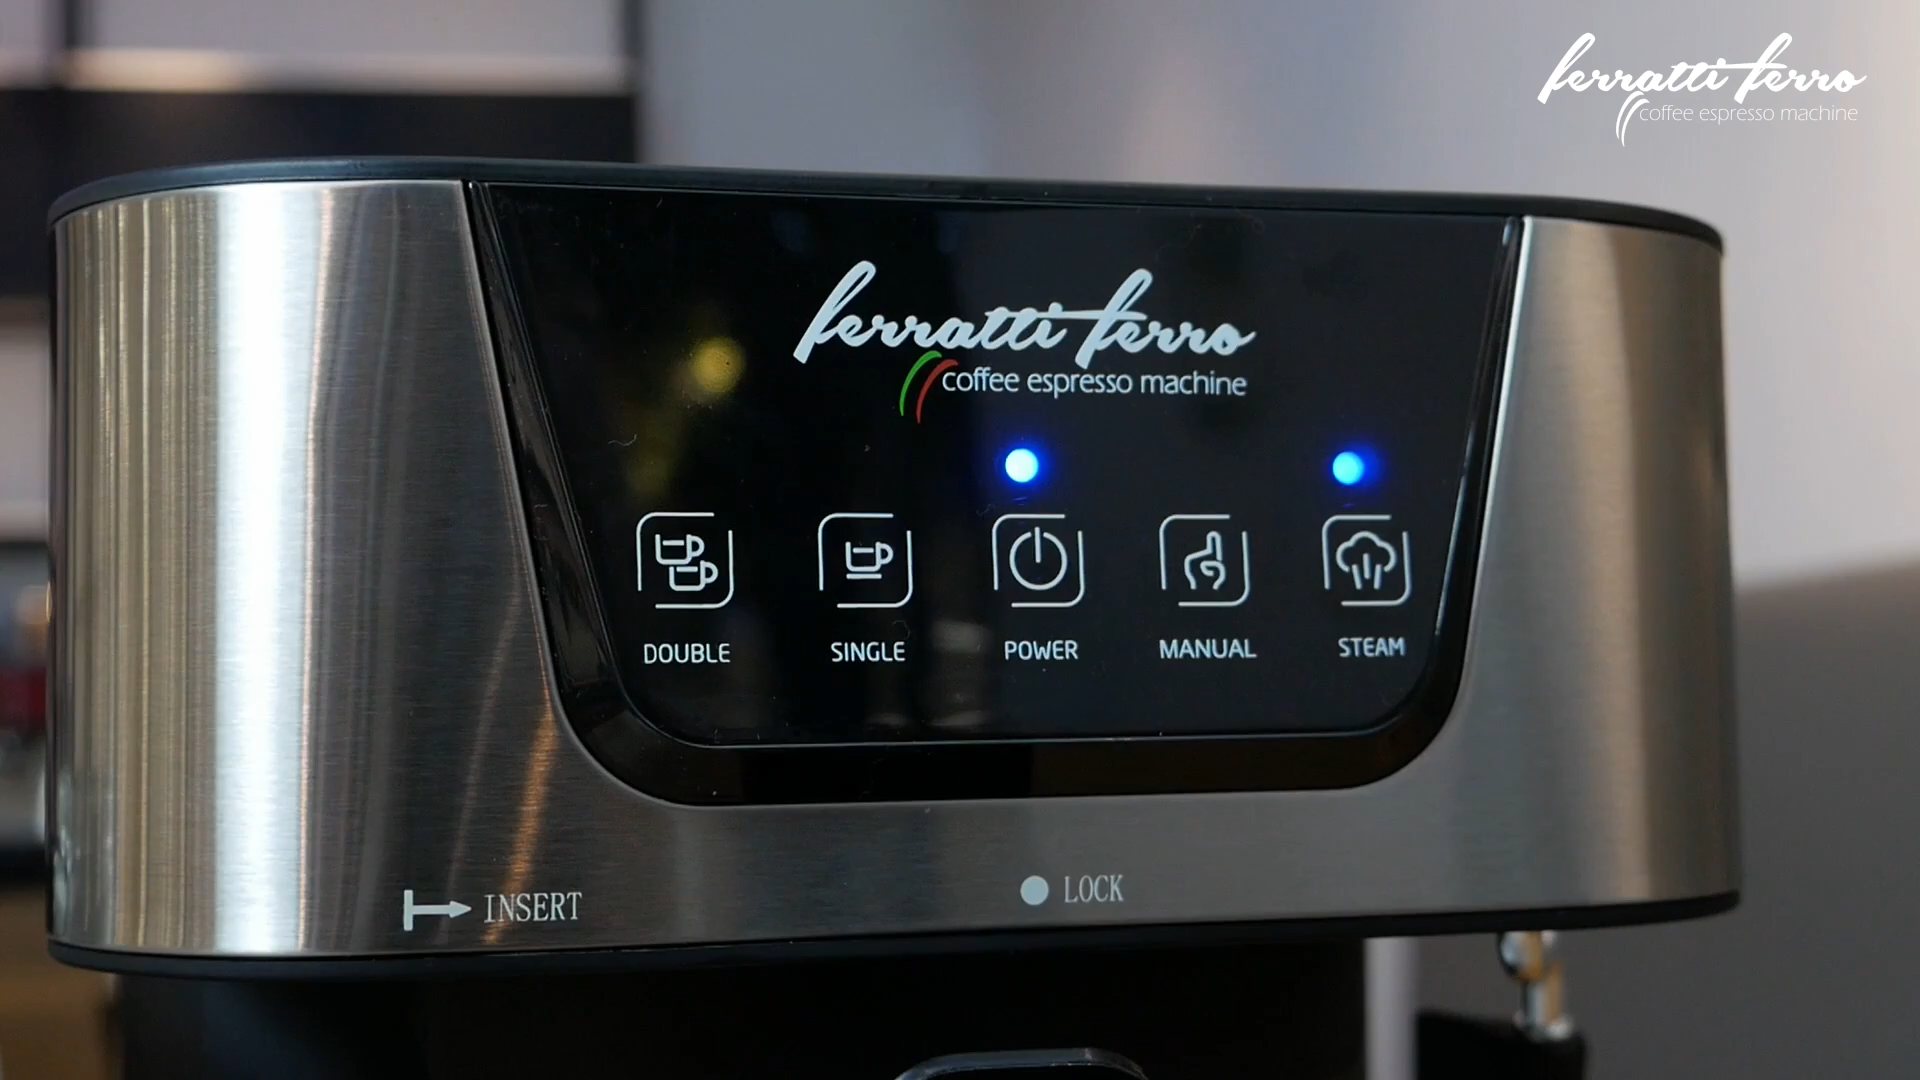 ferratti ferro
coffee espresso machine
ferratti ferro
coffee espresso machine
DOUBLE SINGLE POWER MANUAL STEAM
INSERT LOCK